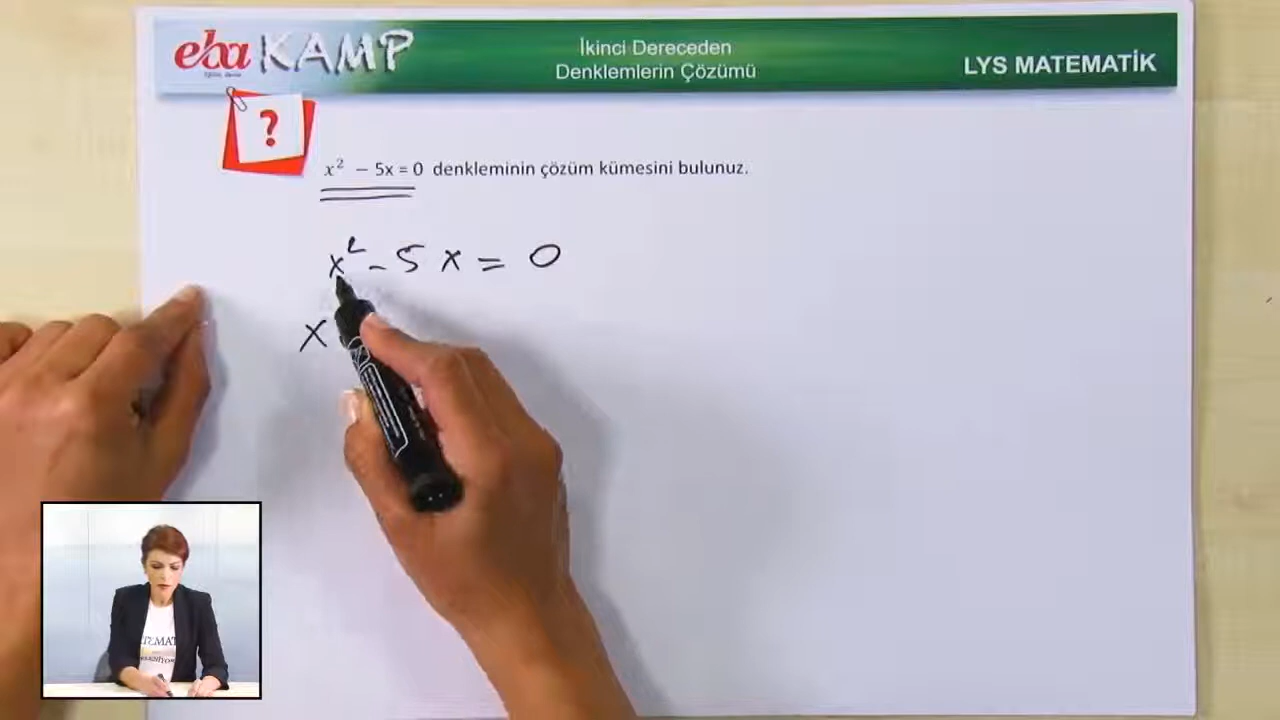 eba KAMP
İkinci Dereceden
Denklemlerin Çözümü
LYS MATEMATİK
?
x² – 5x = 0 denkleminin çözüm kümesini bulunuz.
x² - 5x = 0
x